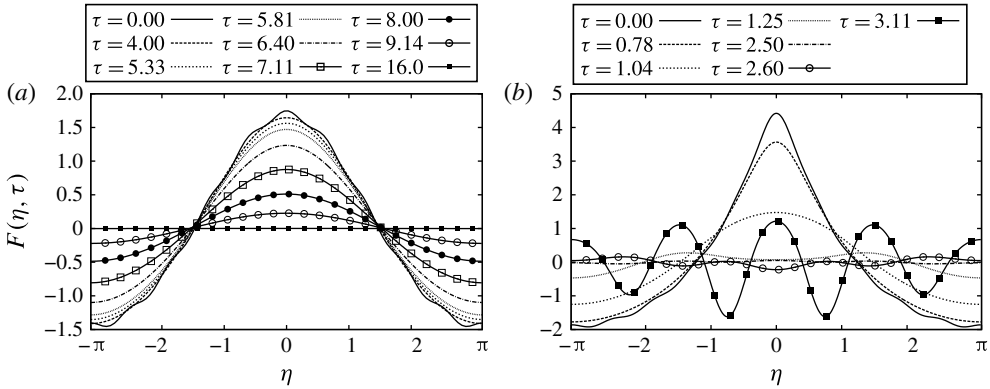 τ = 0.00 τ = 5.81 τ = 8.00
τ = 4.00 τ = 6.40 τ = 9.14
τ = 5.33 τ = 7.11 τ = 16.0
τ = 0.00 τ = 1.25 τ = 3.11
τ = 0.78 τ = 2.50
τ = 1.04 τ = 2.60
(a)
2.0
1.5
1.0
0.5
0
−0.5
−1.0
−1.5
F(η, τ)
−π −2 −1 0 1 2 π
η
(b)
5
4
3
2
1
0
−1
−2
−π −2 −1 0 1 2 π
η